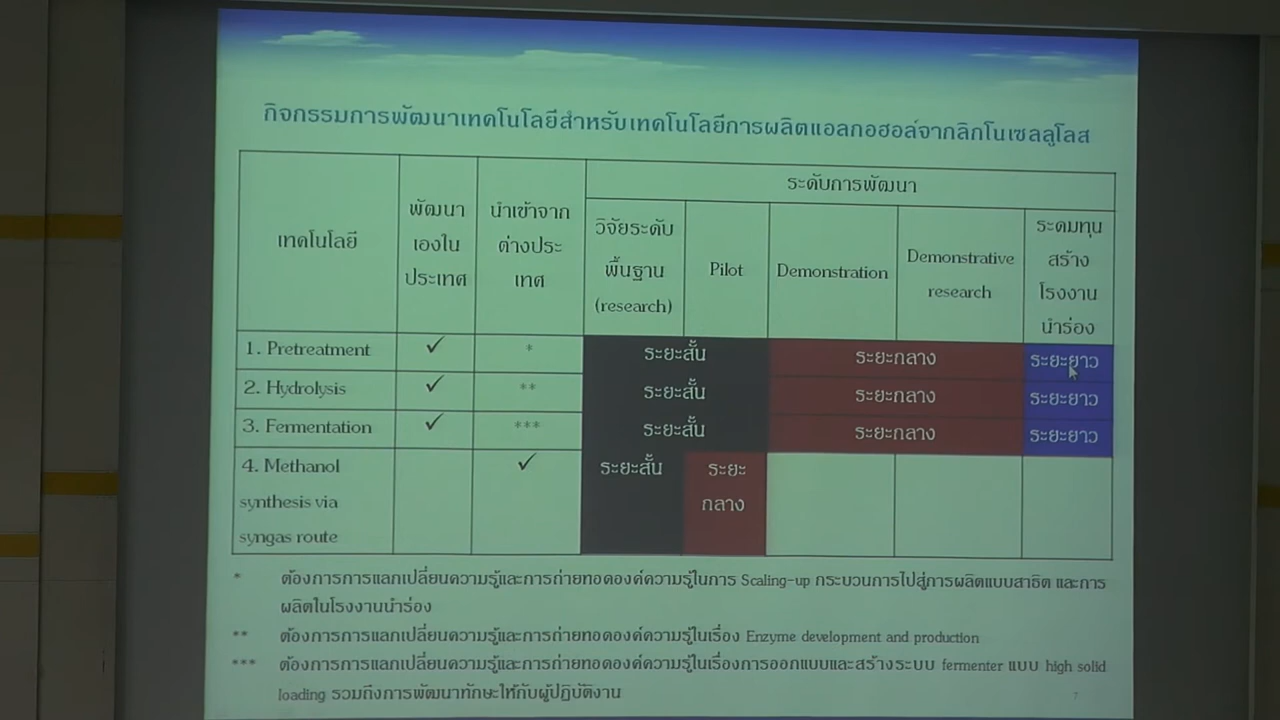 กิจกรรมการพัฒนาเทคโนโลยีสำหรับเทคโนโลยีการผลิตแอลกอฮอล์จากลิกโนเซลลูโลส
เทคโนโลยี
พัฒนา
เองใน
ประเทศ
นำเข้าจาก
ต่างประ
เทศ
ระดับการพัฒนา
วิจัยระดับ
พื้นฐาน
(research)
Pilot
Demonstration
Demonstrative
research
ระดมทุน
สร้าง
โรงงาน
นำร่อง
1. Pretreatment ✓ * ระยะสั้น ระยะกลาง ระยะยาว
2. Hydrolysis ✓ ** ระยะสั้น ระยะกลาง ระยะยาว
3. Fermentation ✓ *** ระยะสั้น ระยะกลาง ระยะยาว
4. Methanol
synthesis via
syngas route
✓
ระยะสั้น
ระยะ
กลาง
* ต้องการการแลกเปลี่ยนความรู้และการถ่ายทอดองค์ความรู้ในการ Scaling-up กระบวนการไปสู่การผลิตแบบสาธิต และการ
ผลิตในโรงงานนำร่อง
** ต้องการการแลกเปลี่ยนความรู้และการถ่ายทอดองค์ความรู้ในเรื่อง Enzyme development and production
*** ต้องการการแลกเปลี่ยนความรู้และการถ่ายทอดองค์ความรู้ในเรื่องการออกแบบและสร้างระบบ fermenter แบบ high solid
loading รวมถึงการพัฒนาทักษะให้กับผู้ปฏิบัติงาน
7